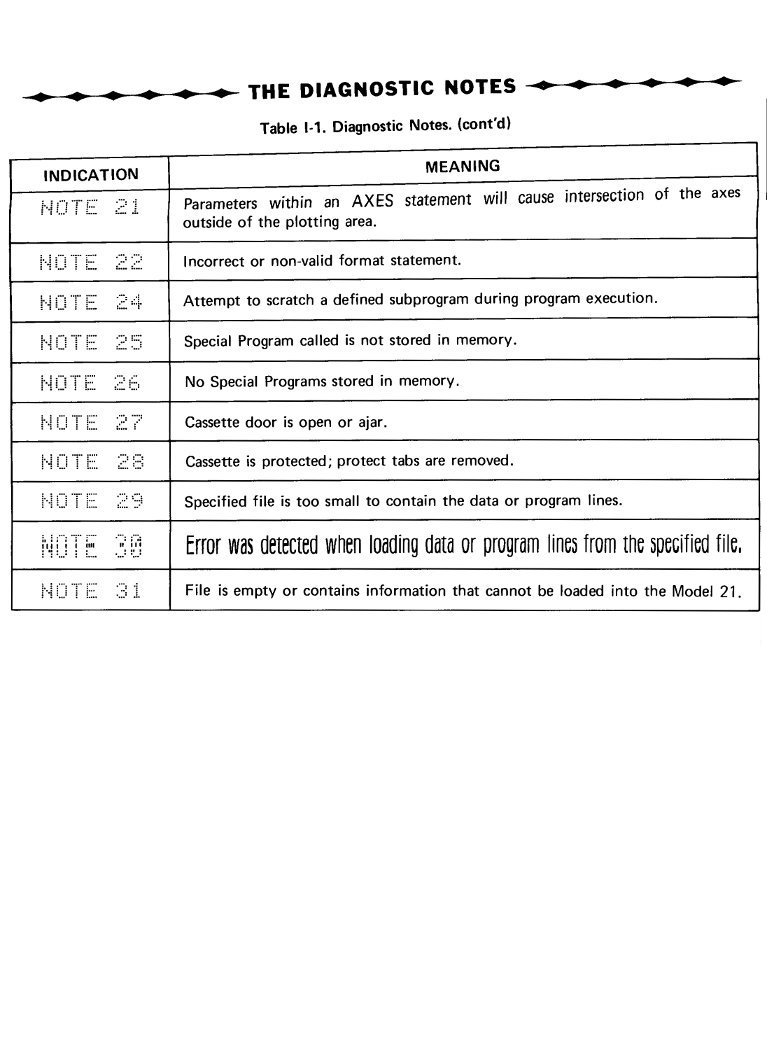 THE DIAGNOSTIC NOTES
Table I-1. Diagnostic Notes. (cont'd)
INDICATION MEANING
NOTE 21 Parameters within an AXES statement will cause intersection of the axes
outside of the plotting area.
NOTE 22 Incorrect or non-valid format statement.
NOTE 24 Attempt to scratch a defined subprogram during program execution.
NOTE 25 Special Program called is not stored in memory.
NOTE 26 No Special Programs stored in memory.
NOTE 27 Cassette door is open or ajar.
NOTE 28 Cassette is protected; protect tabs are removed.
NOTE 29 Specified file is too small to contain the data or program lines.
NOTE 30 Error was detected when loading data or program lines from the specified file.
NOTE 31 File is empty or contains information that cannot be loaded into the Model 21.